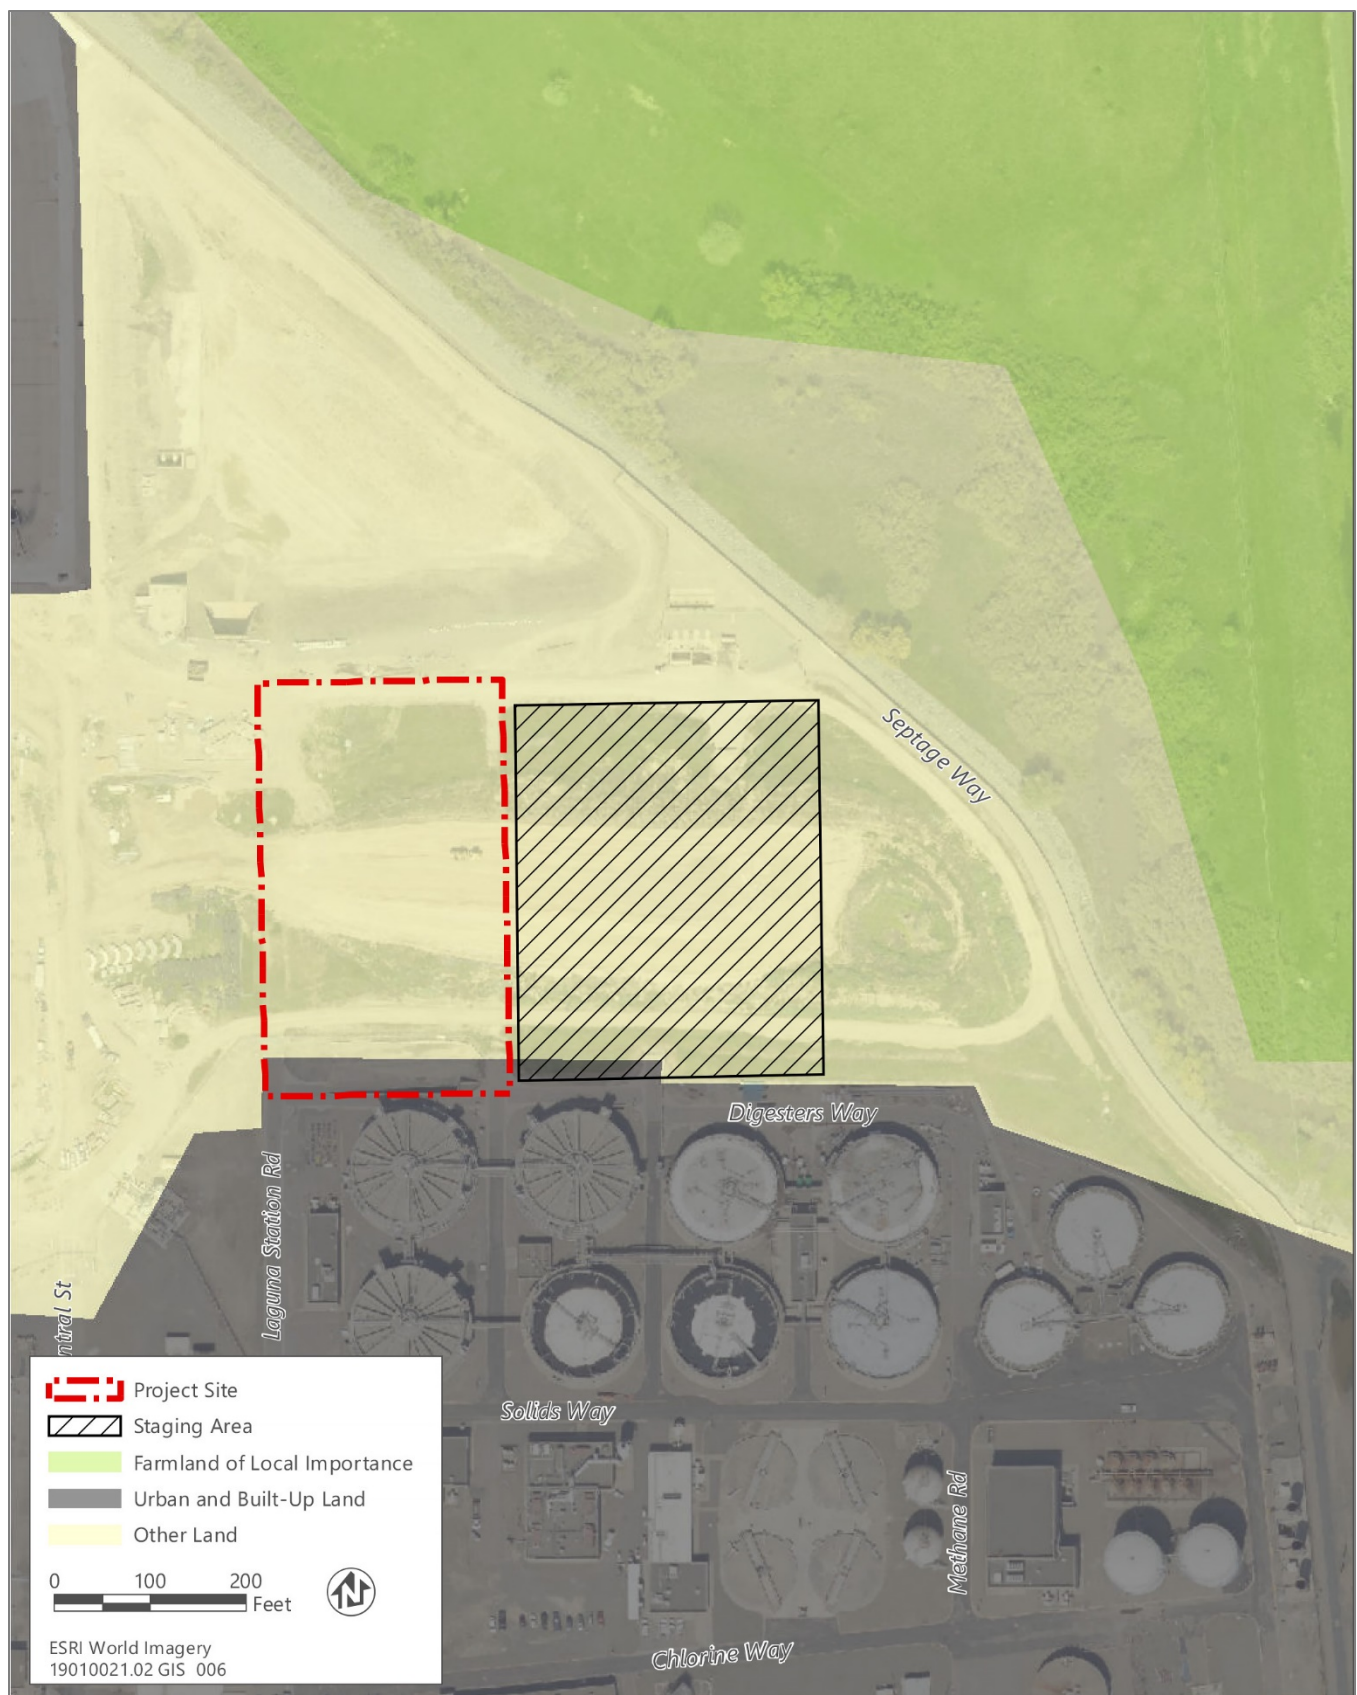 Septage Way
Digesters Way
Laguna Station Rd
ntral St
Solids Way
Methane Rd
Chlorine Way
Project Site
Staging Area
Farmland of Local Importance
Urban and Built-Up Land
Other Land
0 100 200
Feet
N
ESRI World Imagery
19010021.02 GIS 006